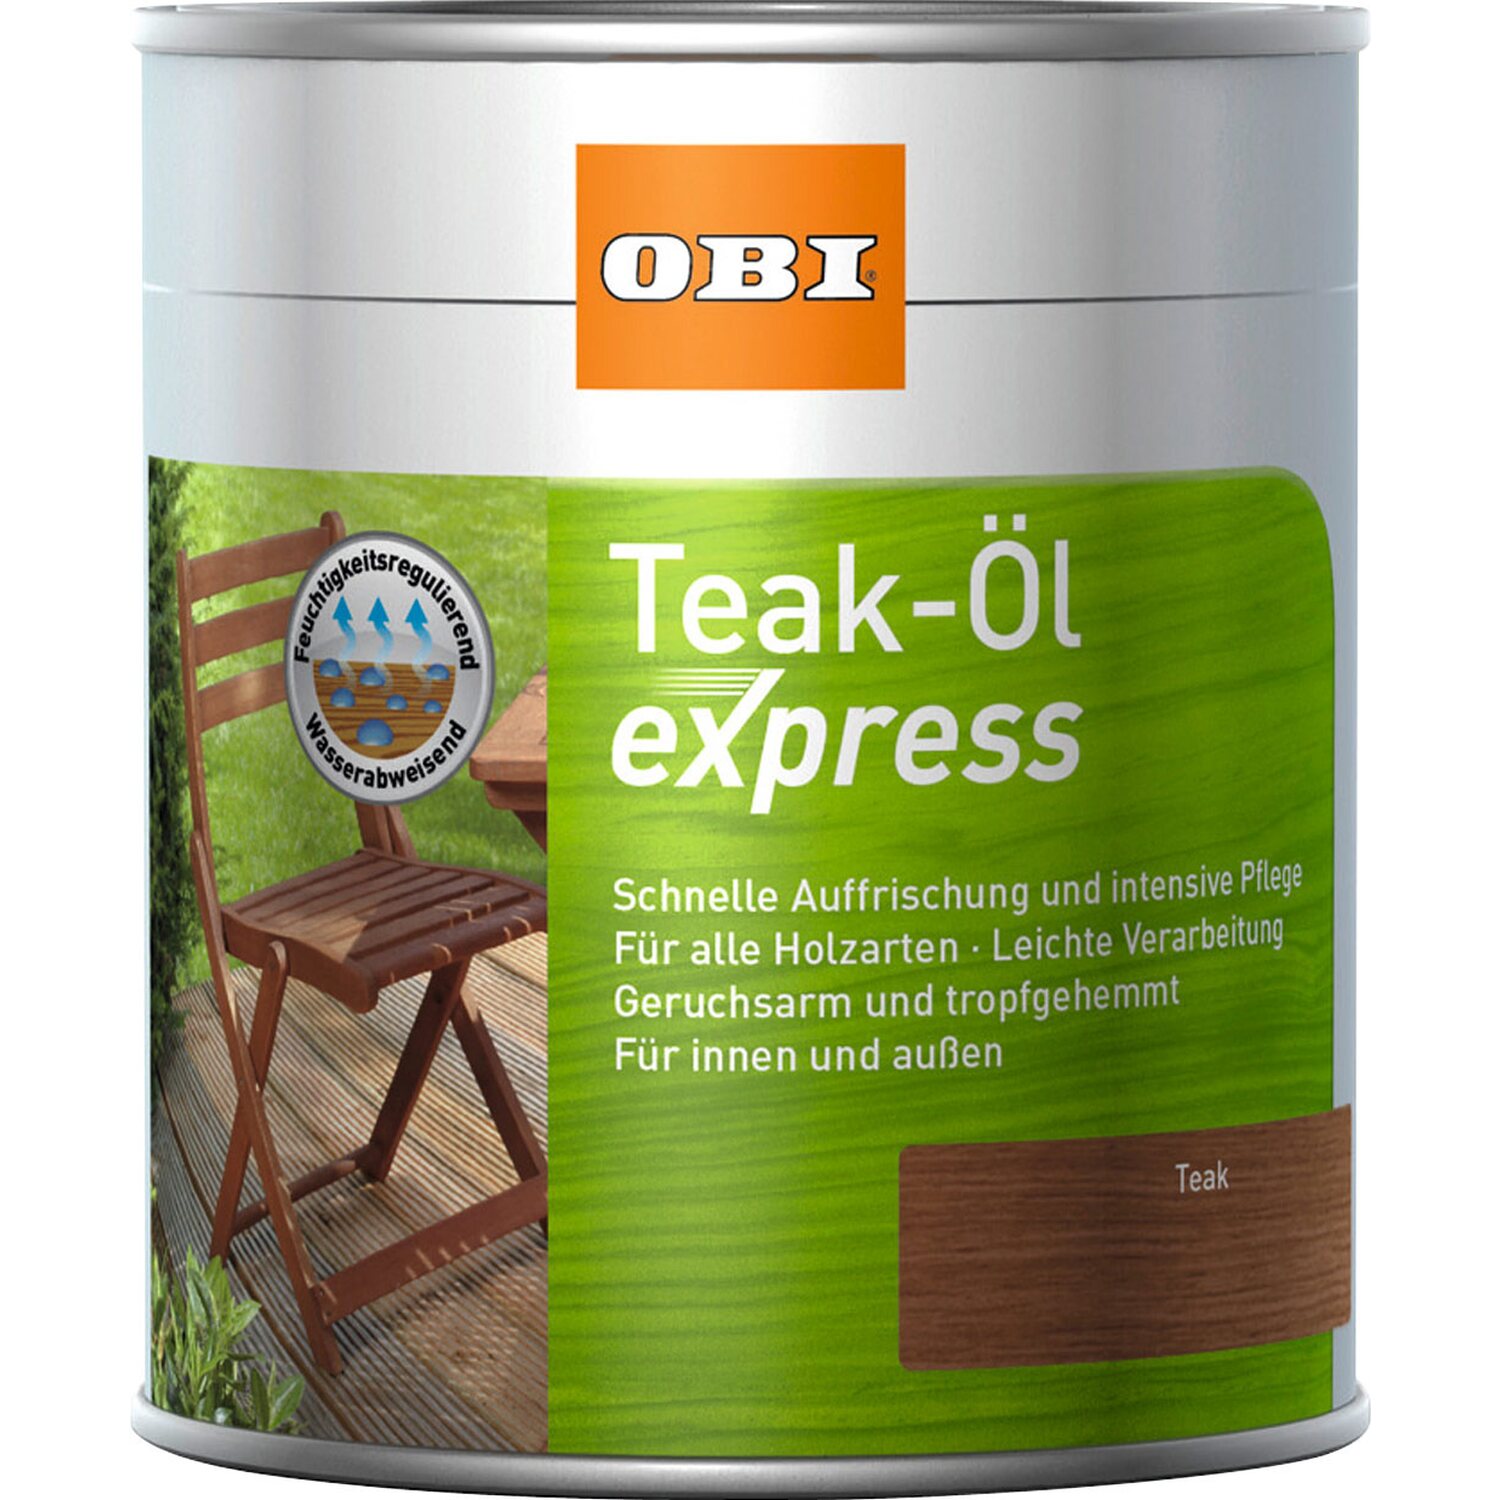 OBI®
Feuchtigkeitsregulierend
Wasserabweisend
Teak-Öl
express
Schnelle Auffrischung und intensive Pflege
Für alle Holzarten · Leichte Verarbeitung
Geruchsarm und tropfgehemmt
Für innen und außen
Teak